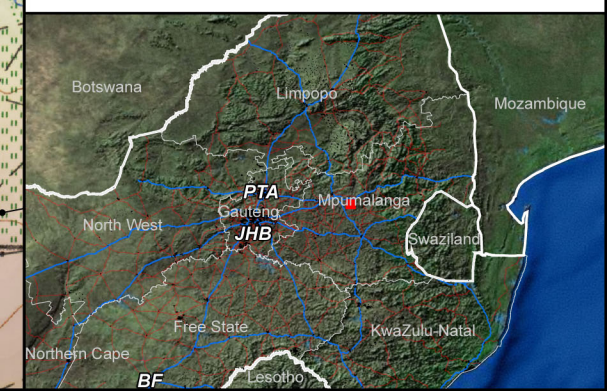 Botswana
Limpopo
Mozambique
PTA
Mpumalanga
Gauteng
North West
JHB
Swaziland
Free State
KwaZulu-Natal
Northern Cape
BF
Lesotho